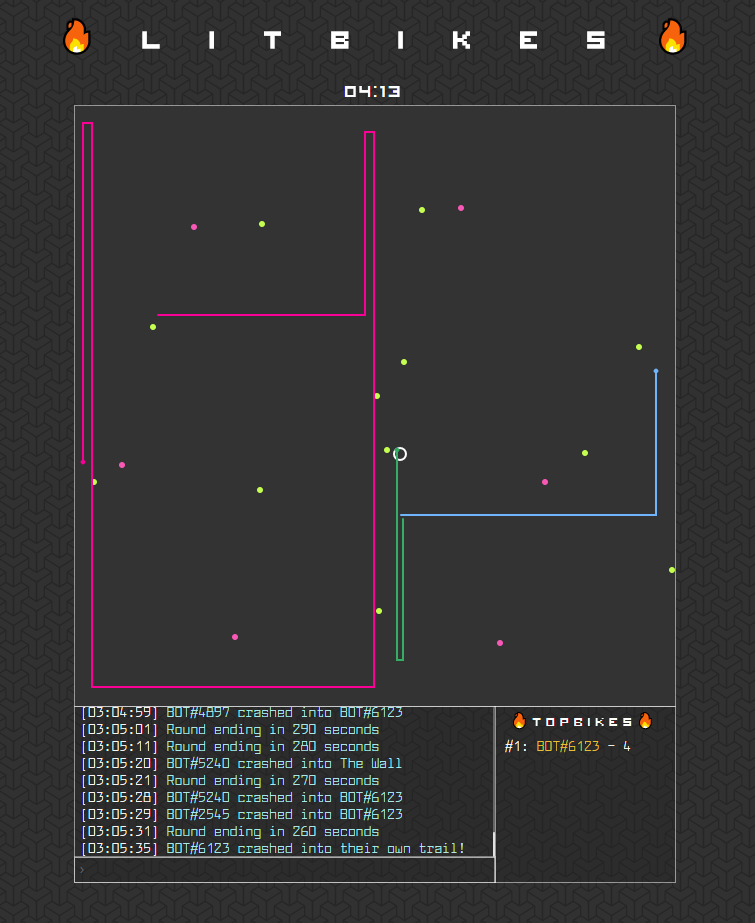 LITBIKES
04:13
[03:04:59] BOT#4897 crashed into BOT#6123
[03:05:01] Round ending in 290 seconds
[03:05:11] Round ending in 280 seconds
[03:05:20] BOT#5240 crashed into The Wall
[03:05:21] Round ending in 270 seconds
[03:05:28] BOT#5240 crashed into BOT#6123
[03:05:29] BOT#2545 crashed into BOT#6123
[03:05:31] Round ending in 260 seconds
[03:05:35] BOT#6123 crashed into their own trail!
›
TOPBIKES
#1: BOT#6123 - 4